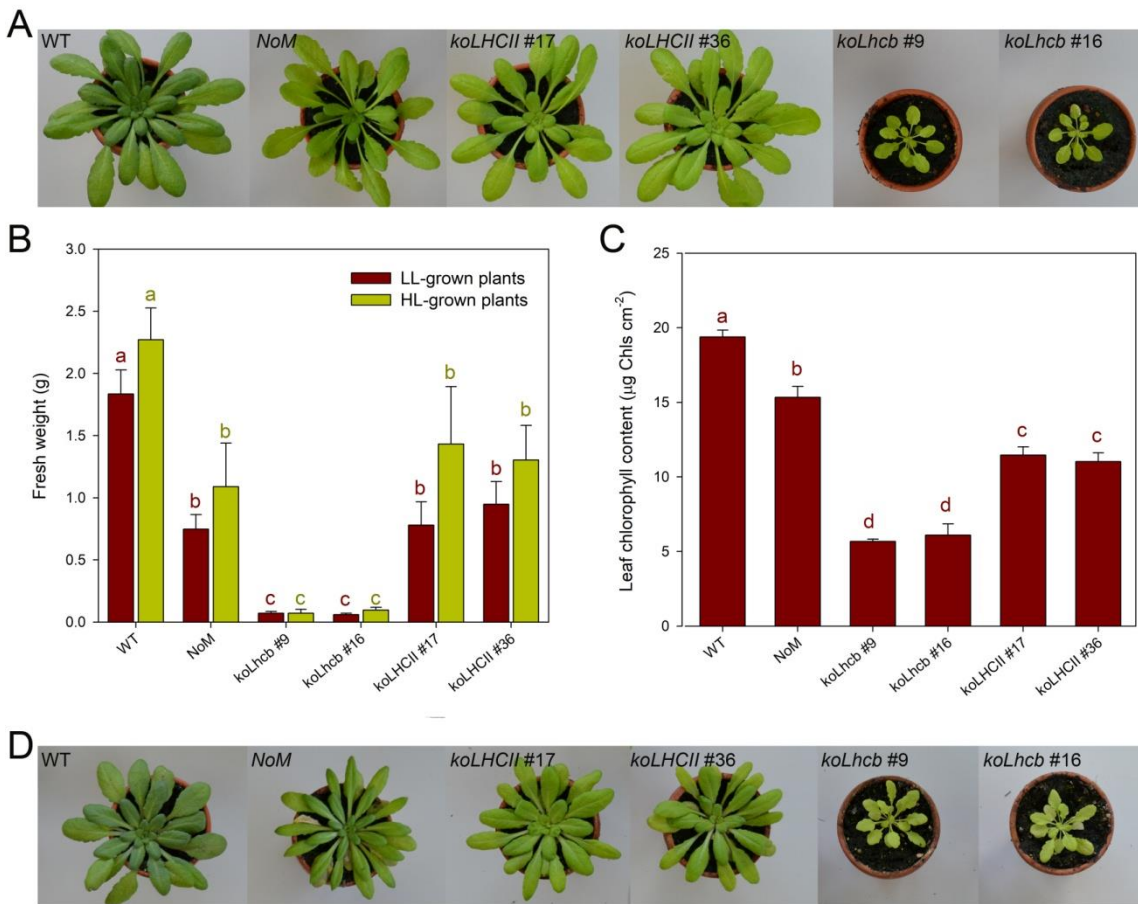 A
WT
NoM
koLHCII #17
koLHCII #36
koLhcb #9
koLhcb #16
B
Fresh weight (g)
3.0
2.5
2.0
1.5
1.0
0.5
0.0
LL-grown plants
HL-grown plants
a
a
b
b
c
c
c
c
b
b
b
b
WT
NoM
koLhcb #9
koLhcb #16
koLHCII #17
koLHCII #36
C
Leaf chlorophyll content (µg Chls cm-2)
25
20
15
10
5
0
a
b
d
d
c
c
WT
NoM
koLhcb #9
koLhcb #16
koLHCII #17
koLHCII #36
D
WT
NoM
koLHCII #17
koLHCII #36
koLhcb #9
koLhcb #16